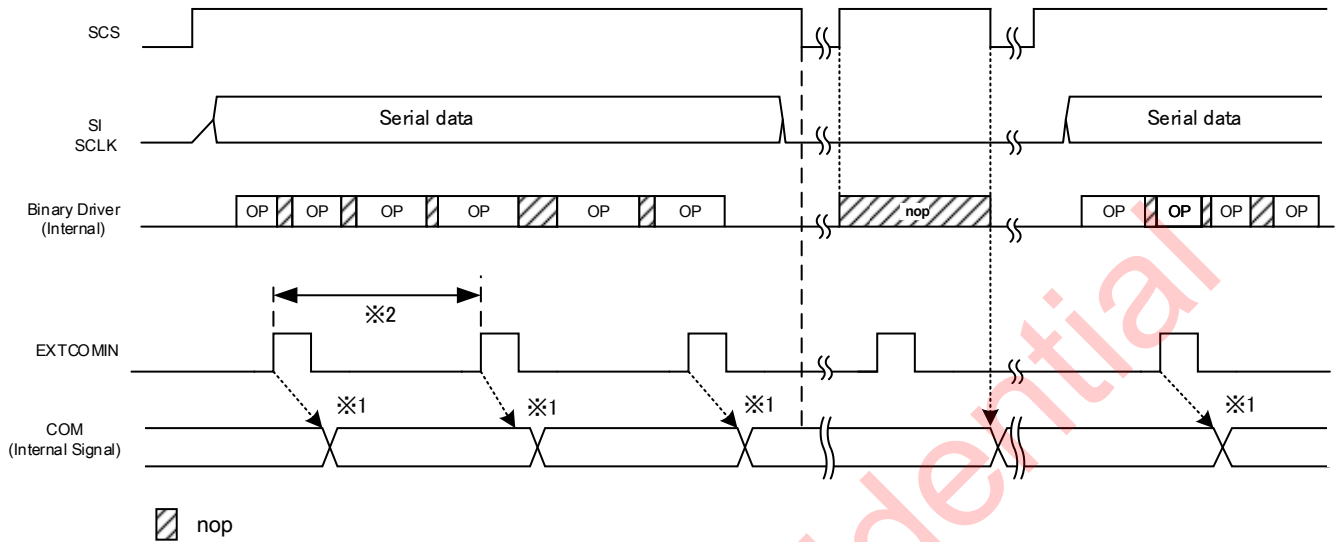 SCS
SI
SCLK
Serial data
Serial data
Binary Driver
(Internal)
OP OP OP OP OP OP nop OP OP OP OP
※2
EXTCOMIN
※1 ※1 ※1 ※1
COM
(Internal Signal)
nop
dential